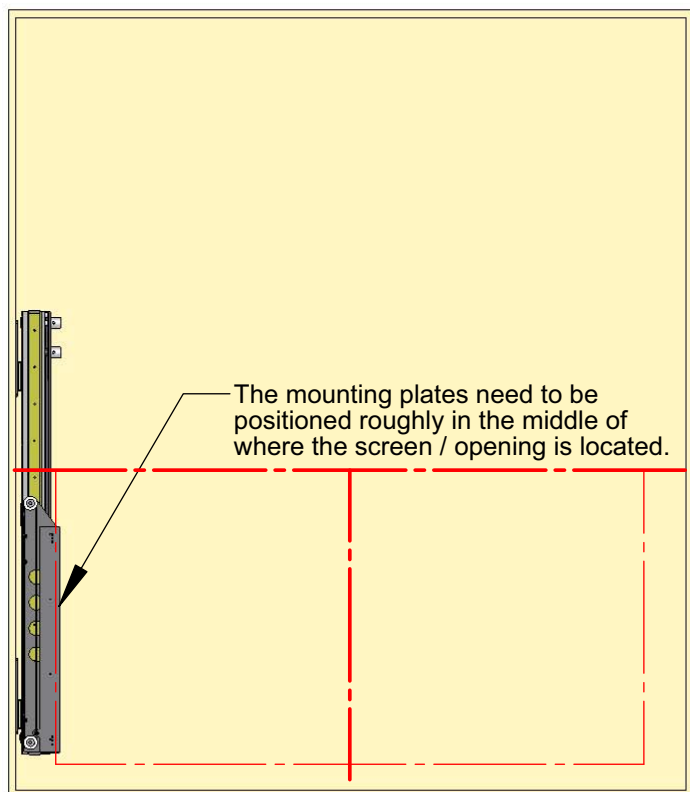 The mounting plates need to be
positioned roughly in the middle of
where the screen / opening is located.